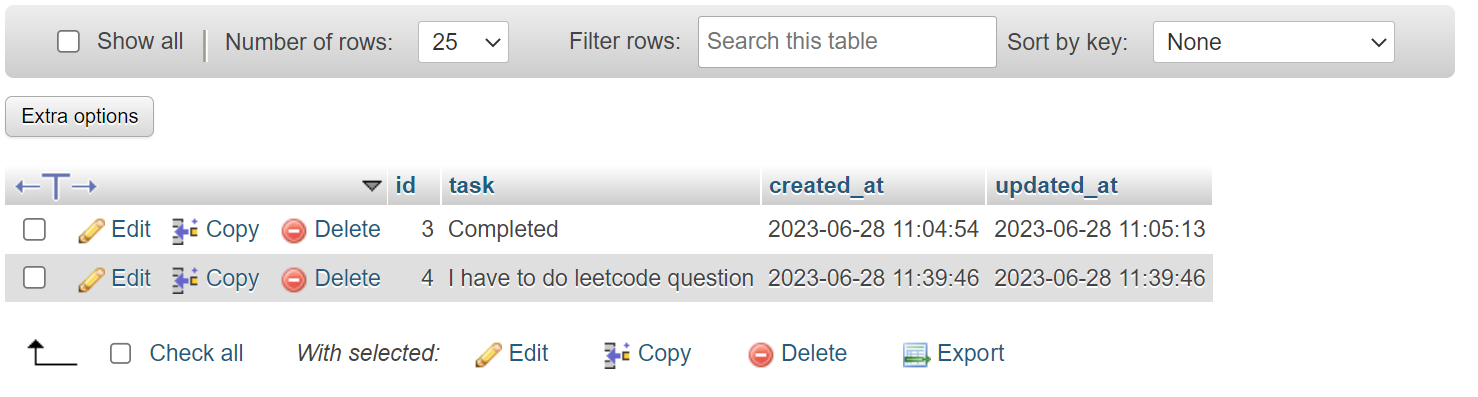 Show all Number of rows: 25 Filter rows: Search this table Sort by key: None
Extra options
id task created_at updated_at
Edit Copy Delete 3 Completed 2023-06-28 11:04:54 2023-06-28 11:05:13
Edit Copy Delete 4 I have to do leetcode question 2023-06-28 11:39:46 2023-06-28 11:39:46
Check all With selected: Edit Copy Delete Export